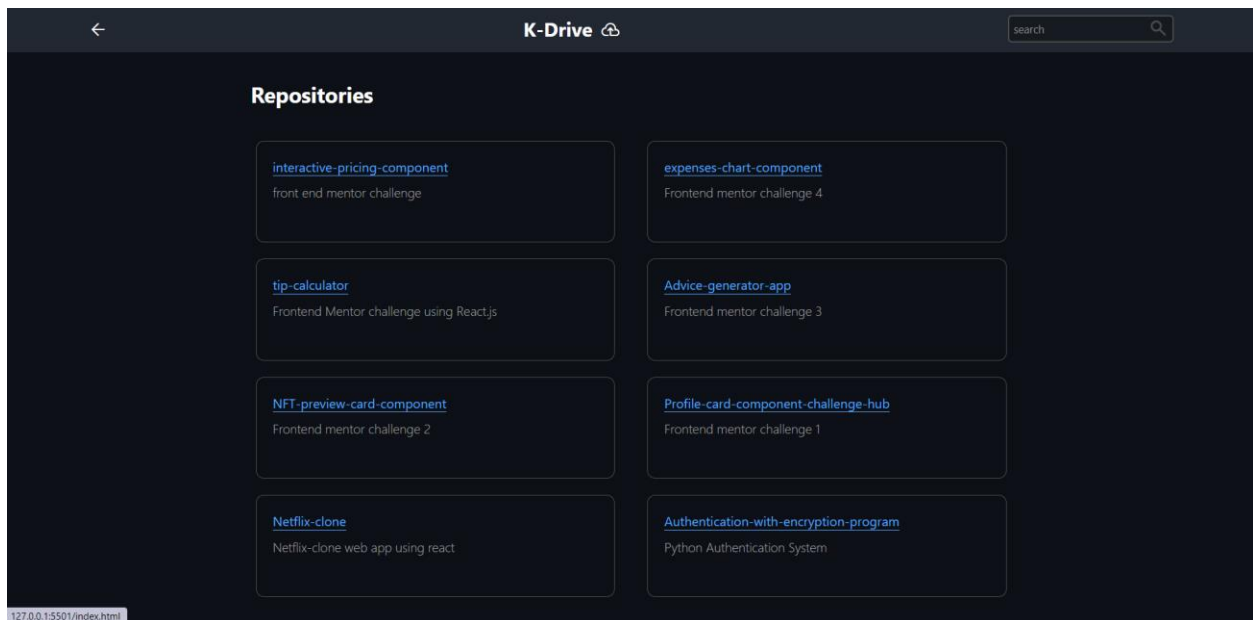 K-Drive
search
Repositories
interactive-pricing-component
front end mentor challenge
expenses-chart-component
Frontend mentor challenge 4
tip-calculator
Frontend Mentor challenge using React.js
Advice-generator-app
Frontend mentor challenge 3
NFT-preview-card-component
Frontend mentor challenge 2
Profile-card-component-challenge-hub
Frontend mentor challenge 1
Netflix-clone
Netflix-clone web app using react
Authentication-with-encryption-program
Python Authentication System
127.0.0.1:5501/index.html